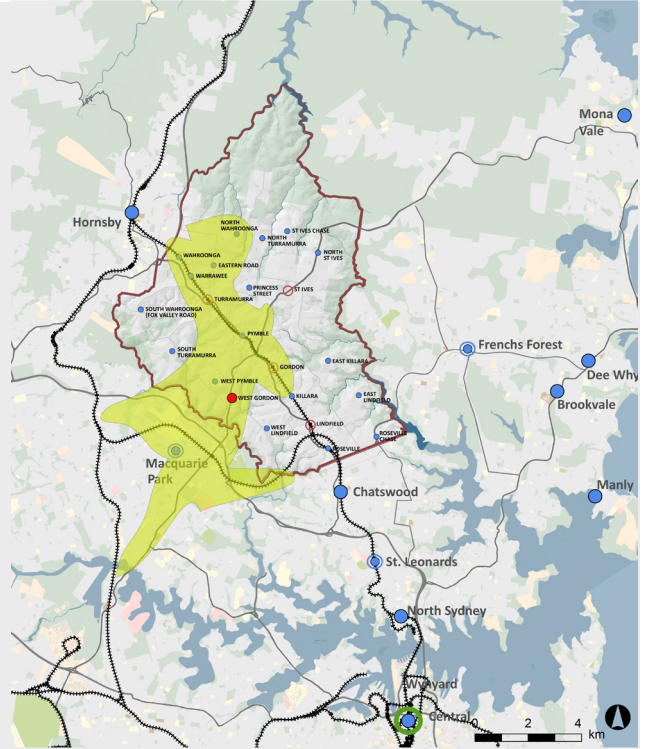 Mona
Vale
Hornsby
NORTH
WAHROONGA
ST IVES CHASE
NORTH
TURRAMURRA
NORTH
ST IVES
WAHROONGA
EASTERN ROAD
WARRAWEE
PRINCESS
STREET
ST IVES
TURRAMURRA
SOUTH WAHROONGA
(FOX VALLEY ROAD)
PYMBLE
SOUTH
TURRAMURRA
Frenchs Forest
EAST KILLARA
Dee Why
GORDON
WEST PYMBLE
Brookvale
WEST GORDON
KILLARA
EAST
LINDFIELD
LINDFIELD
WEST
LINDFIELD
ROSEVILLE
CHASE
ROSEVILLE
Macquarie
Park
Manly
Chatswood
St. Leonards
North Sydney
Wynyard
Central
0 2 4
km